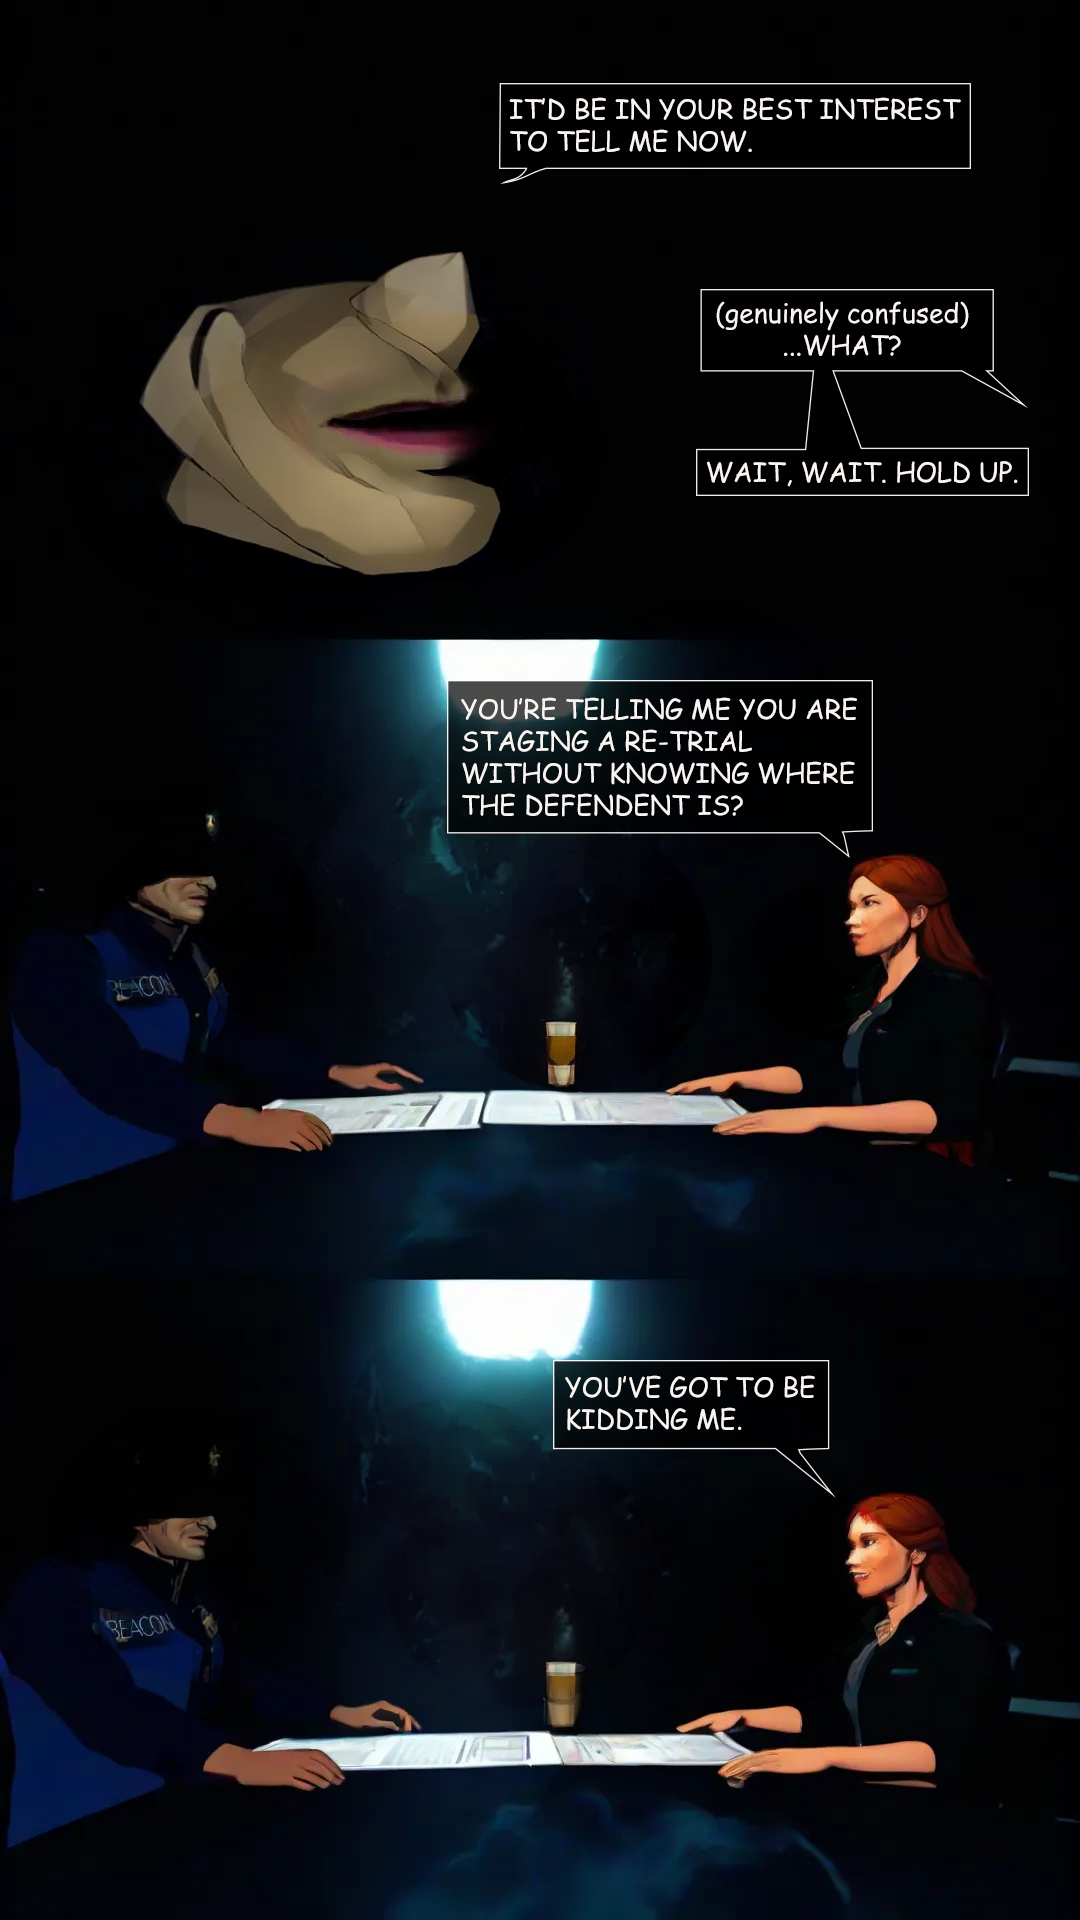 IT'D BE IN YOUR BEST INTEREST
TO TELL ME NOW.
(genuinely confused)
...WHAT?
WAIT, WAIT. HOLD UP.
YOU'RE TELLING ME YOU ARE
STAGING A RE-TRIAL
WITHOUT KNOWING WHERE
THE DEFENDENT IS?
BEACON
YOU'VE GOT TO BE
KIDDING ME.
BEACON